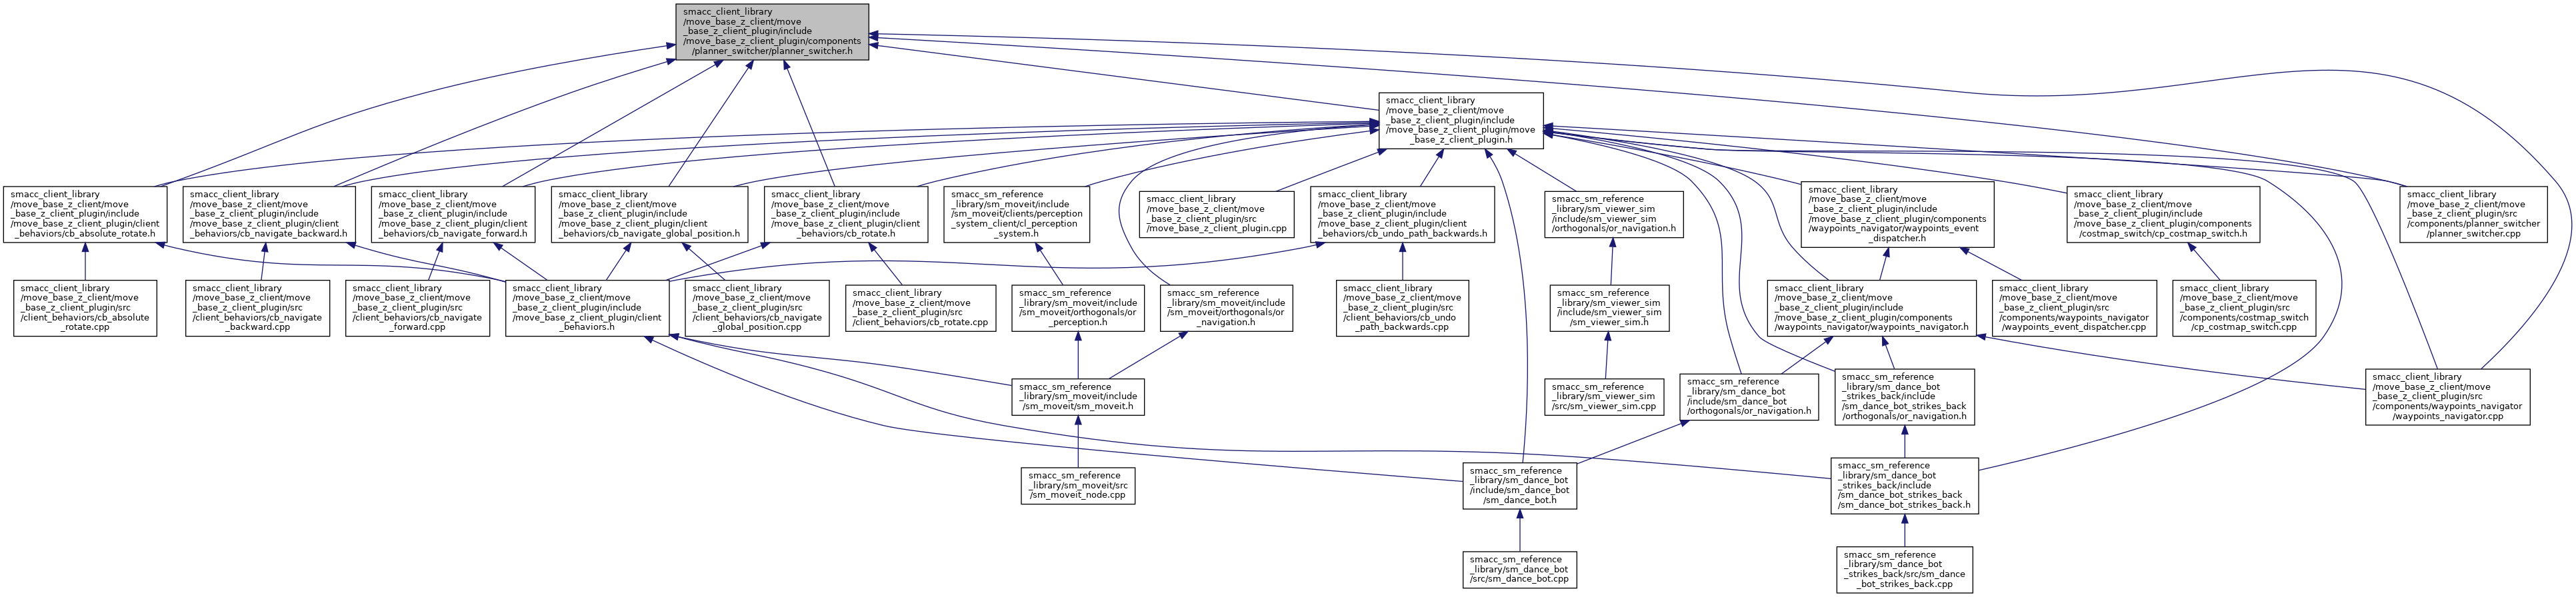 smacc_client_library
/move_base_z_client/move
_base_z_client_plugin/include
/move_base_z_client_plugin/components
/planner_switcher/planner_switcher.h
smacc_client_library
/move_base_z_client/move
_base_z_client_plugin/include
/move_base_z_client_plugin/move
_base_z_client_plugin.h
smacc_client_library
/move_base_z_client/move
_base_z_client_plugin/include
/move_base_z_client_plugin/client
_behaviors/cb_absolute_rotate.h
smacc_client_library
/move_base_z_client/move
_base_z_client_plugin/include
/move_base_z_client_plugin/client
_behaviors/cb_navigate_backward.h
smacc_client_library
/move_base_z_client/move
_base_z_client_plugin/include
/move_base_z_client_plugin/client
_behaviors/cb_navigate_forward.h
smacc_client_library
/move_base_z_client/move
_base_z_client_plugin/include
/move_base_z_client_plugin/client
_behaviors/cb_navigate_global_position.h
smacc_client_library
/move_base_z_client/move
_base_z_client_plugin/include
/move_base_z_client_plugin/client
_behaviors/cb_rotate.h
smacc_sm_reference
_library/sm_moveit/include
/sm_moveit/clients/perception
_system_client/cl_perception
_system.h
smacc_client_library
/move_base_z_client/move
_base_z_client_plugin/src
/move_base_z_client_plugin.cpp
smacc_client_library
/move_base_z_client/move
_base_z_client_plugin/include
/move_base_z_client_plugin/client
_behaviors/cb_undo_path_backwards.h
smacc_sm_reference
_library/sm_viewer_sim
/include/sm_viewer_sim
/orthogonals/or_navigation.h
smacc_client_library
/move_base_z_client/move
_base_z_client_plugin/include
/move_base_z_client_plugin/components
/waypoints_navigator/waypoints_event
_dispatcher.h
smacc_client_library
/move_base_z_client/move
_base_z_client_plugin/include
/move_base_z_client_plugin/components
/costmap_switch/cp_costmap_switch.h
smacc_client_library
/move_base_z_client/move
_base_z_client_plugin/src
/components/planner_switcher
/planner_switcher.cpp
smacc_client_library
/move_base_z_client/move
_base_z_client_plugin/src
/client_behaviors/cb_absolute
_rotate.cpp
smacc_client_library
/move_base_z_client/move
_base_z_client_plugin/src
/client_behaviors/cb_navigate
_backward.cpp
smacc_client_library
/move_base_z_client/move
_base_z_client_plugin/src
/client_behaviors/cb_navigate
_forward.cpp
smacc_client_library
/move_base_z_client/move
_base_z_client_plugin/include
/move_base_z_client_plugin/client
_behaviors.h
smacc_client_library
/move_base_z_client/move
_base_z_client_plugin/src
/client_behaviors/cb_navigate
_global_position.cpp
smacc_client_library
/move_base_z_client/move
_base_z_client_plugin/src
/client_behaviors/cb_rotate.cpp
smacc_sm_reference
_library/sm_moveit/include
/sm_moveit/orthogonals/or
_perception.h
smacc_sm_reference
_library/sm_moveit/include
/sm_moveit/orthogonals/or
_navigation.h
smacc_client_library
/move_base_z_client/move
_base_z_client_plugin/src
/client_behaviors/cb_undo
_path_backwards.cpp
smacc_sm_reference
_library/sm_viewer_sim
/include/sm_viewer_sim
/sm_viewer_sim.h
smacc_client_library
/move_base_z_client/move
_base_z_client_plugin/include
/move_base_z_client_plugin/components
/waypoints_navigator/waypoints_navigator.h
smacc_client_library
/move_base_z_client/move
_base_z_client_plugin/src
/components/waypoints_navigator
/waypoints_event_dispatcher.cpp
smacc_client_library
/move_base_z_client/move
_base_z_client_plugin/src
/components/costmap_switch
/cp_costmap_switch.cpp
smacc_sm_reference
_library/sm_moveit/include
/sm_moveit/sm_moveit.h
smacc_sm_reference
_library/sm_viewer_sim
/src/sm_viewer_sim.cpp
smacc_sm_reference
_library/sm_dance_bot
/include/sm_dance_bot
/orthogonals/or_navigation.h
smacc_sm_reference
_library/sm_dance_bot
_strikes_back/include
/sm_dance_bot_strikes_back
/orthogonals/or_navigation.h
smacc_client_library
/move_base_z_client/move
_base_z_client_plugin/src
/components/waypoints_navigator
/waypoints_navigator.cpp
smacc_sm_reference
_library/sm_moveit/src
/sm_moveit_node.cpp
smacc_sm_reference
_library/sm_dance_bot
/include/sm_dance_bot
/sm_dance_bot.h
smacc_sm_reference
_library/sm_dance_bot
_strikes_back/include
/sm_dance_bot_strikes_back
/sm_dance_bot_strikes_back.h
smacc_sm_reference
_library/sm_dance_bot
/src/sm_dance_bot.cpp
smacc_sm_reference
_library/sm_dance_bot
_strikes_back/src/sm_dance
_bot_strikes_back.cpp